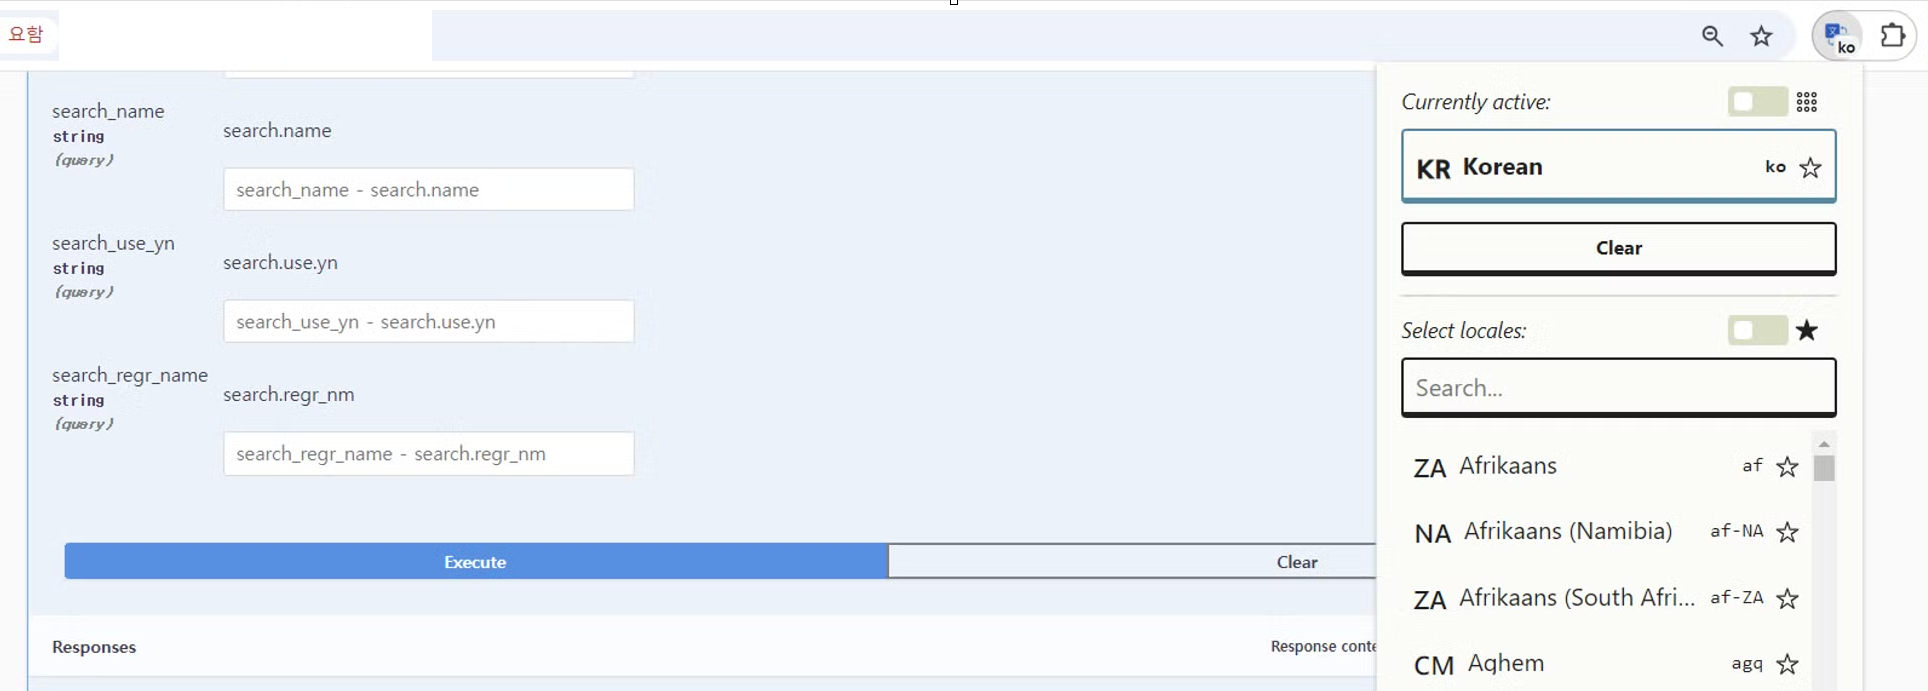 요함
ko
search_name
string
(query)
search.name
search_name - search.name
search_use_yn
string
(query)
search.use.yn
search_use_yn - search.use.yn
search_regr_name
string
(query)
search.regr_nm
search_regr_name - search.regr_nm
Execute
Clear
Responses
Response conte
Currently active:
KR Korean ko
Clear
Select locales:
Search...
ZA Afrikaans af
NA Afrikaans (Namibia) af-NA
ZA Afrikaans (South Afri... af-ZA
CM Aghem agq